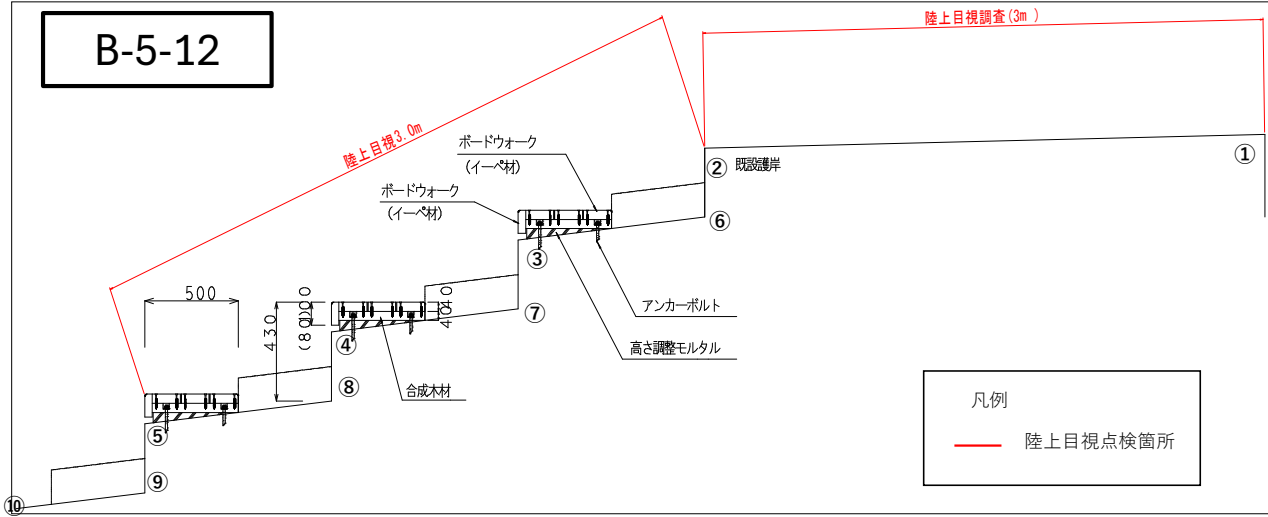 B-5-12
陸上目視調査(3m )
陸上目視3.0m
ボードウォーク
(イーペ材)
ボードウォーク
(イーペ材)
② 既設護岸
①
⑥
③
アンカーボルト
高さ調整モルタル
⑦
500
430
4040
④
合成木材
⑧
⑤
⑨
⑩
凡例
陸上目視点検箇所